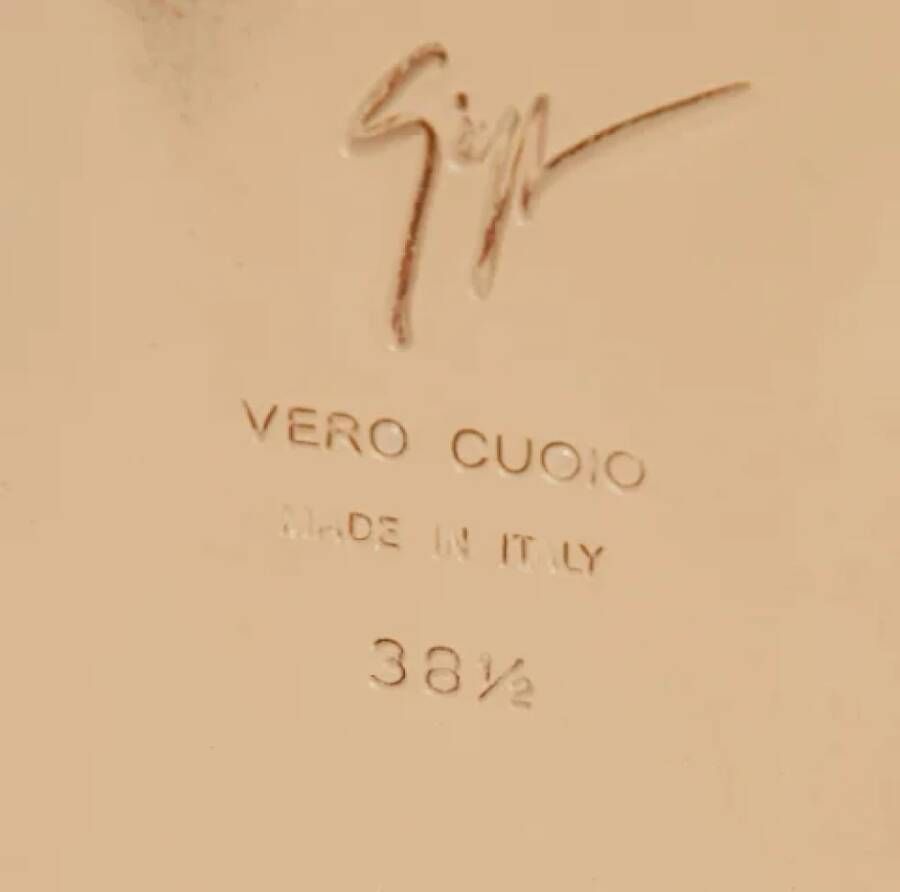 VERO CUOIO
MADE IN ITALY
38½